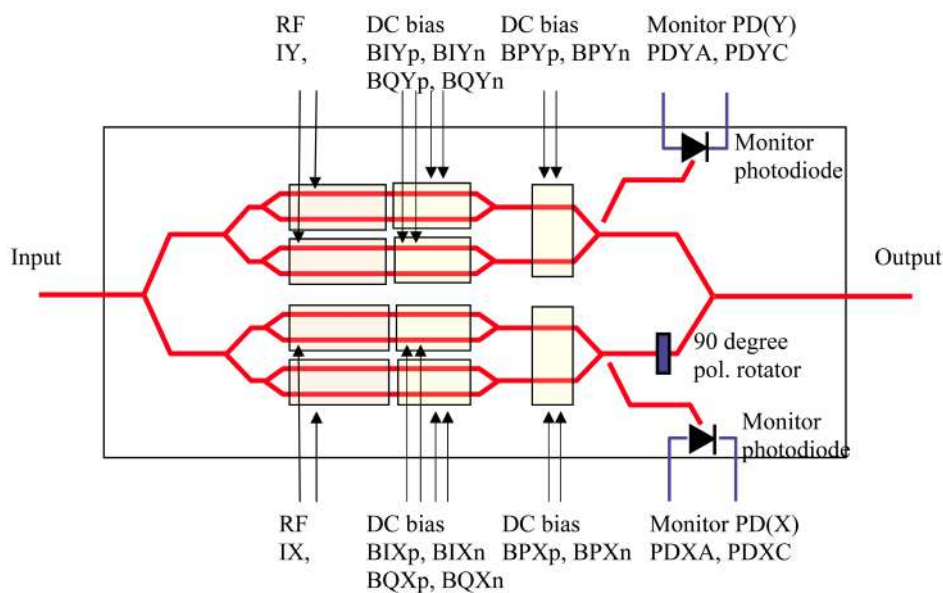 RF
IY,
DC bias
BIYp, BIYn
BQYp, BQYn
DC bias
BPYp, BPYn
Monitor PD(Y)
PDYA, PDYC
Monitor
photodiode
Input
Output
90 degree
pol. rotator
Monitor
photodiode
RF
IX,
DC bias
BIXp, BIXn
BQXp, BQXn
DC bias
BPXp, BPXn
Monitor PD(X)
PDXA, PDXC